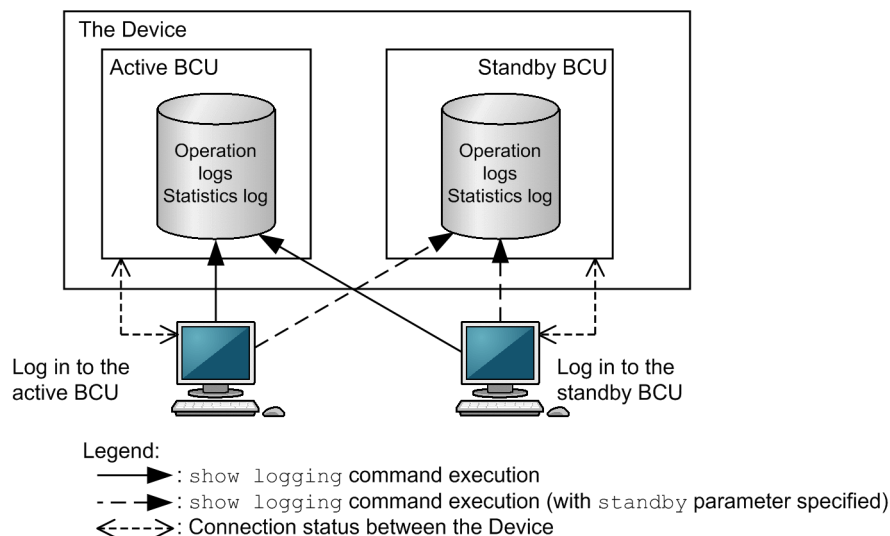 The Device
Active BCU
Standby BCU
Operation
logs
Statistics log
Operation
logs
Statistics log
Log in to the
active BCU
Log in to the
standby BCU
Legend:
: show logging command execution
: show logging command execution (with standby parameter specified)
: Connection status between the Device